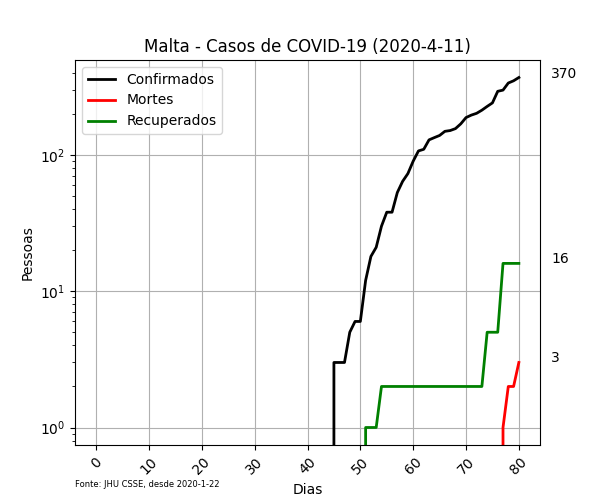 Malta - Casos de COVID-19 (2020-4-11)
Confirmados
Mortes
Recuperados
370
16
3
10²
10¹
10⁰
Pessoas
0 10 20 30 40 50 60 70 80
Dias
Fonte: JHU CSSE, desde 2020-1-22